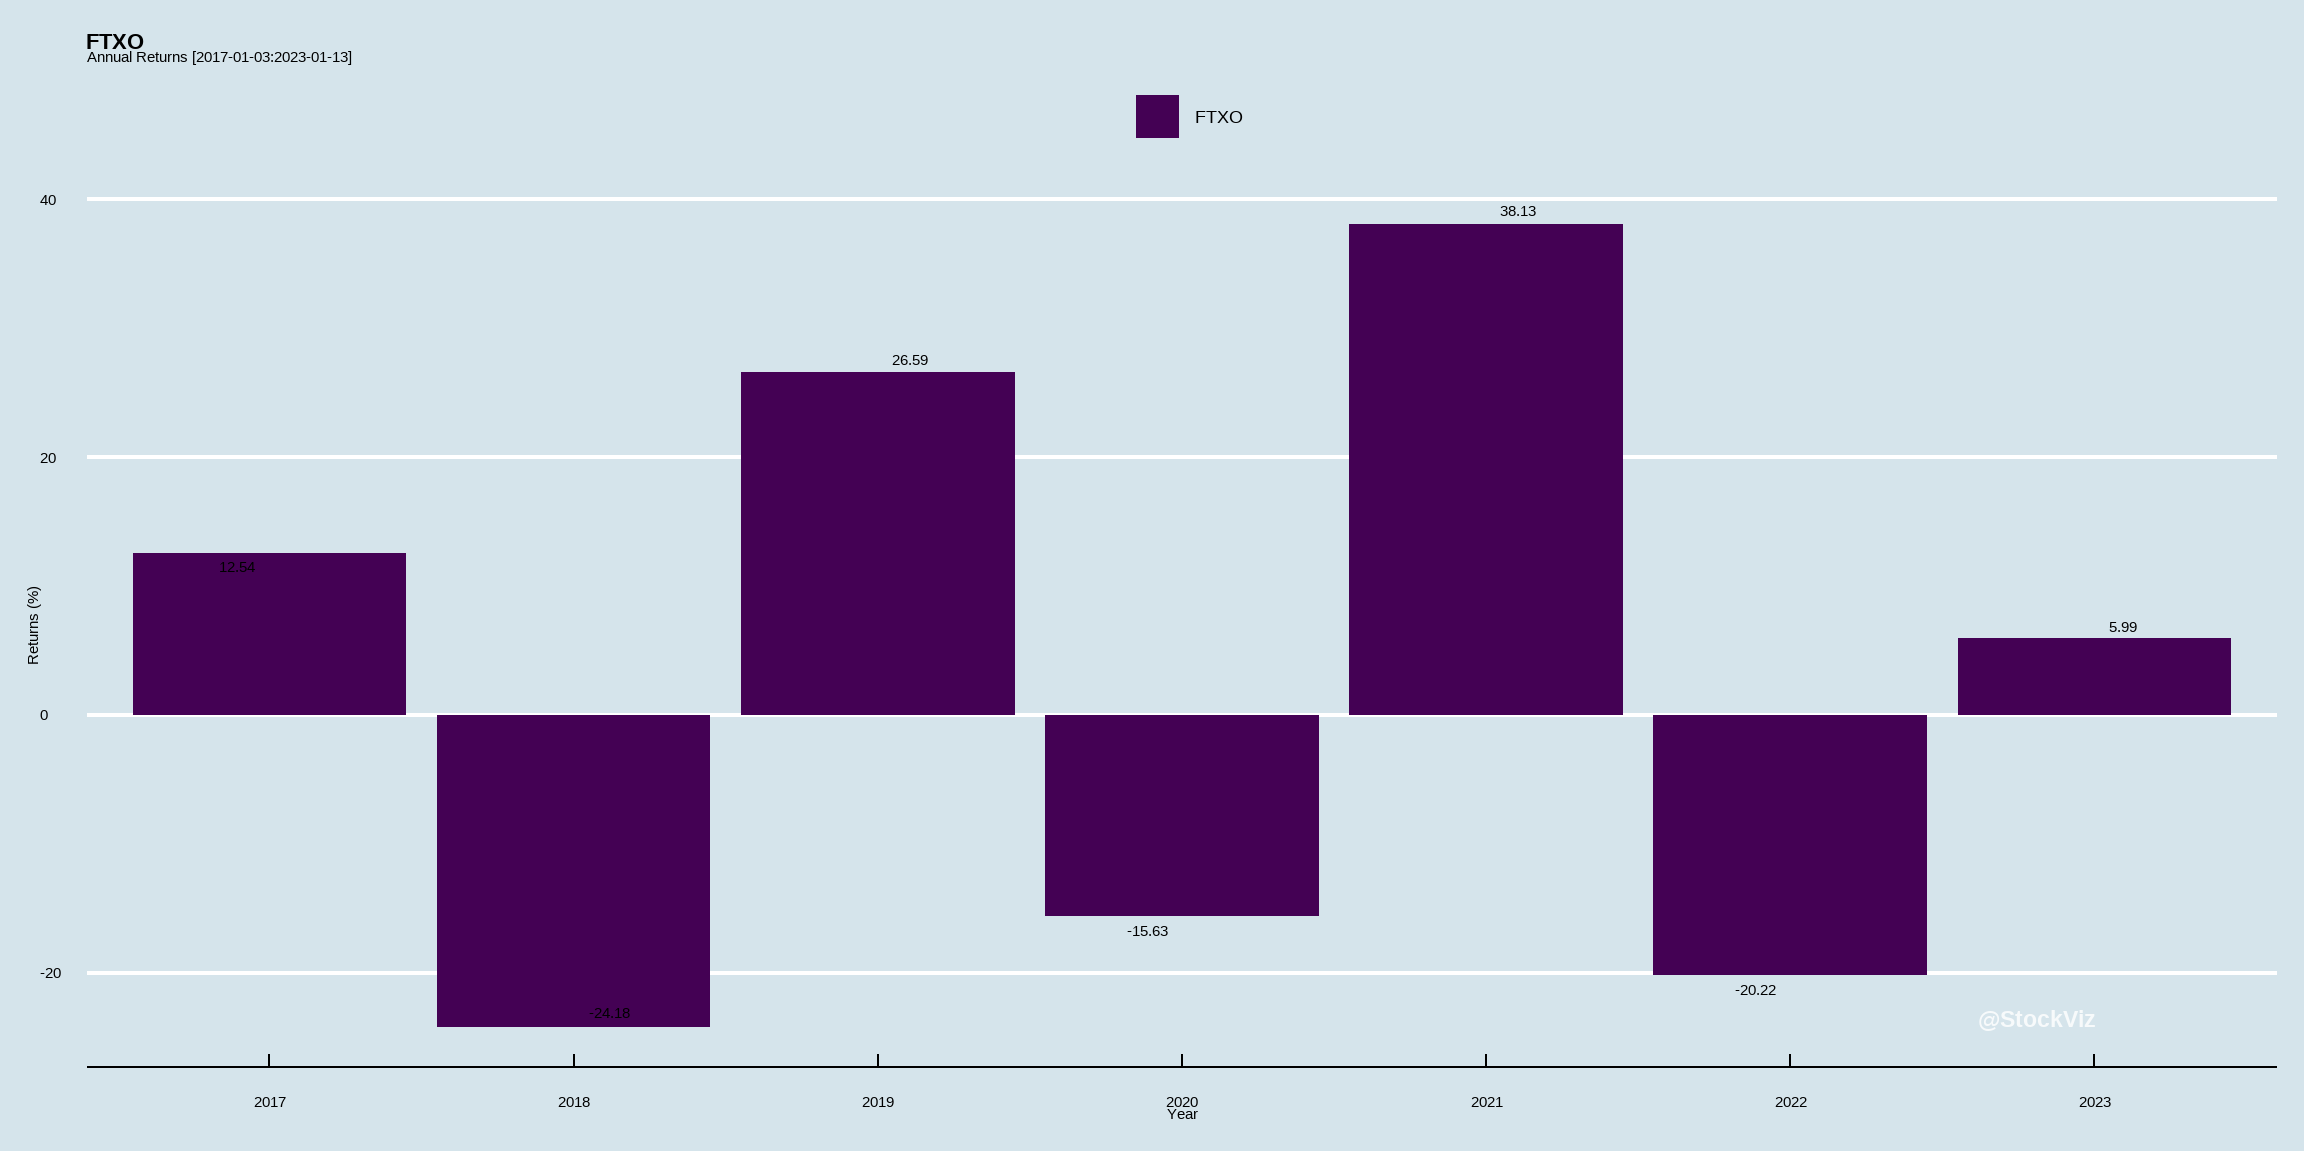 FTXO
Annual Returns [2017-01-03:2023-01-13]
FTXO
40
38.13
26.59
20
12.54
Returns (%)
5.99
0
-15.63
-20
-20.22
-24.18
@StockViz
2017 2018 2019 2020 2021 2022 2023
Year